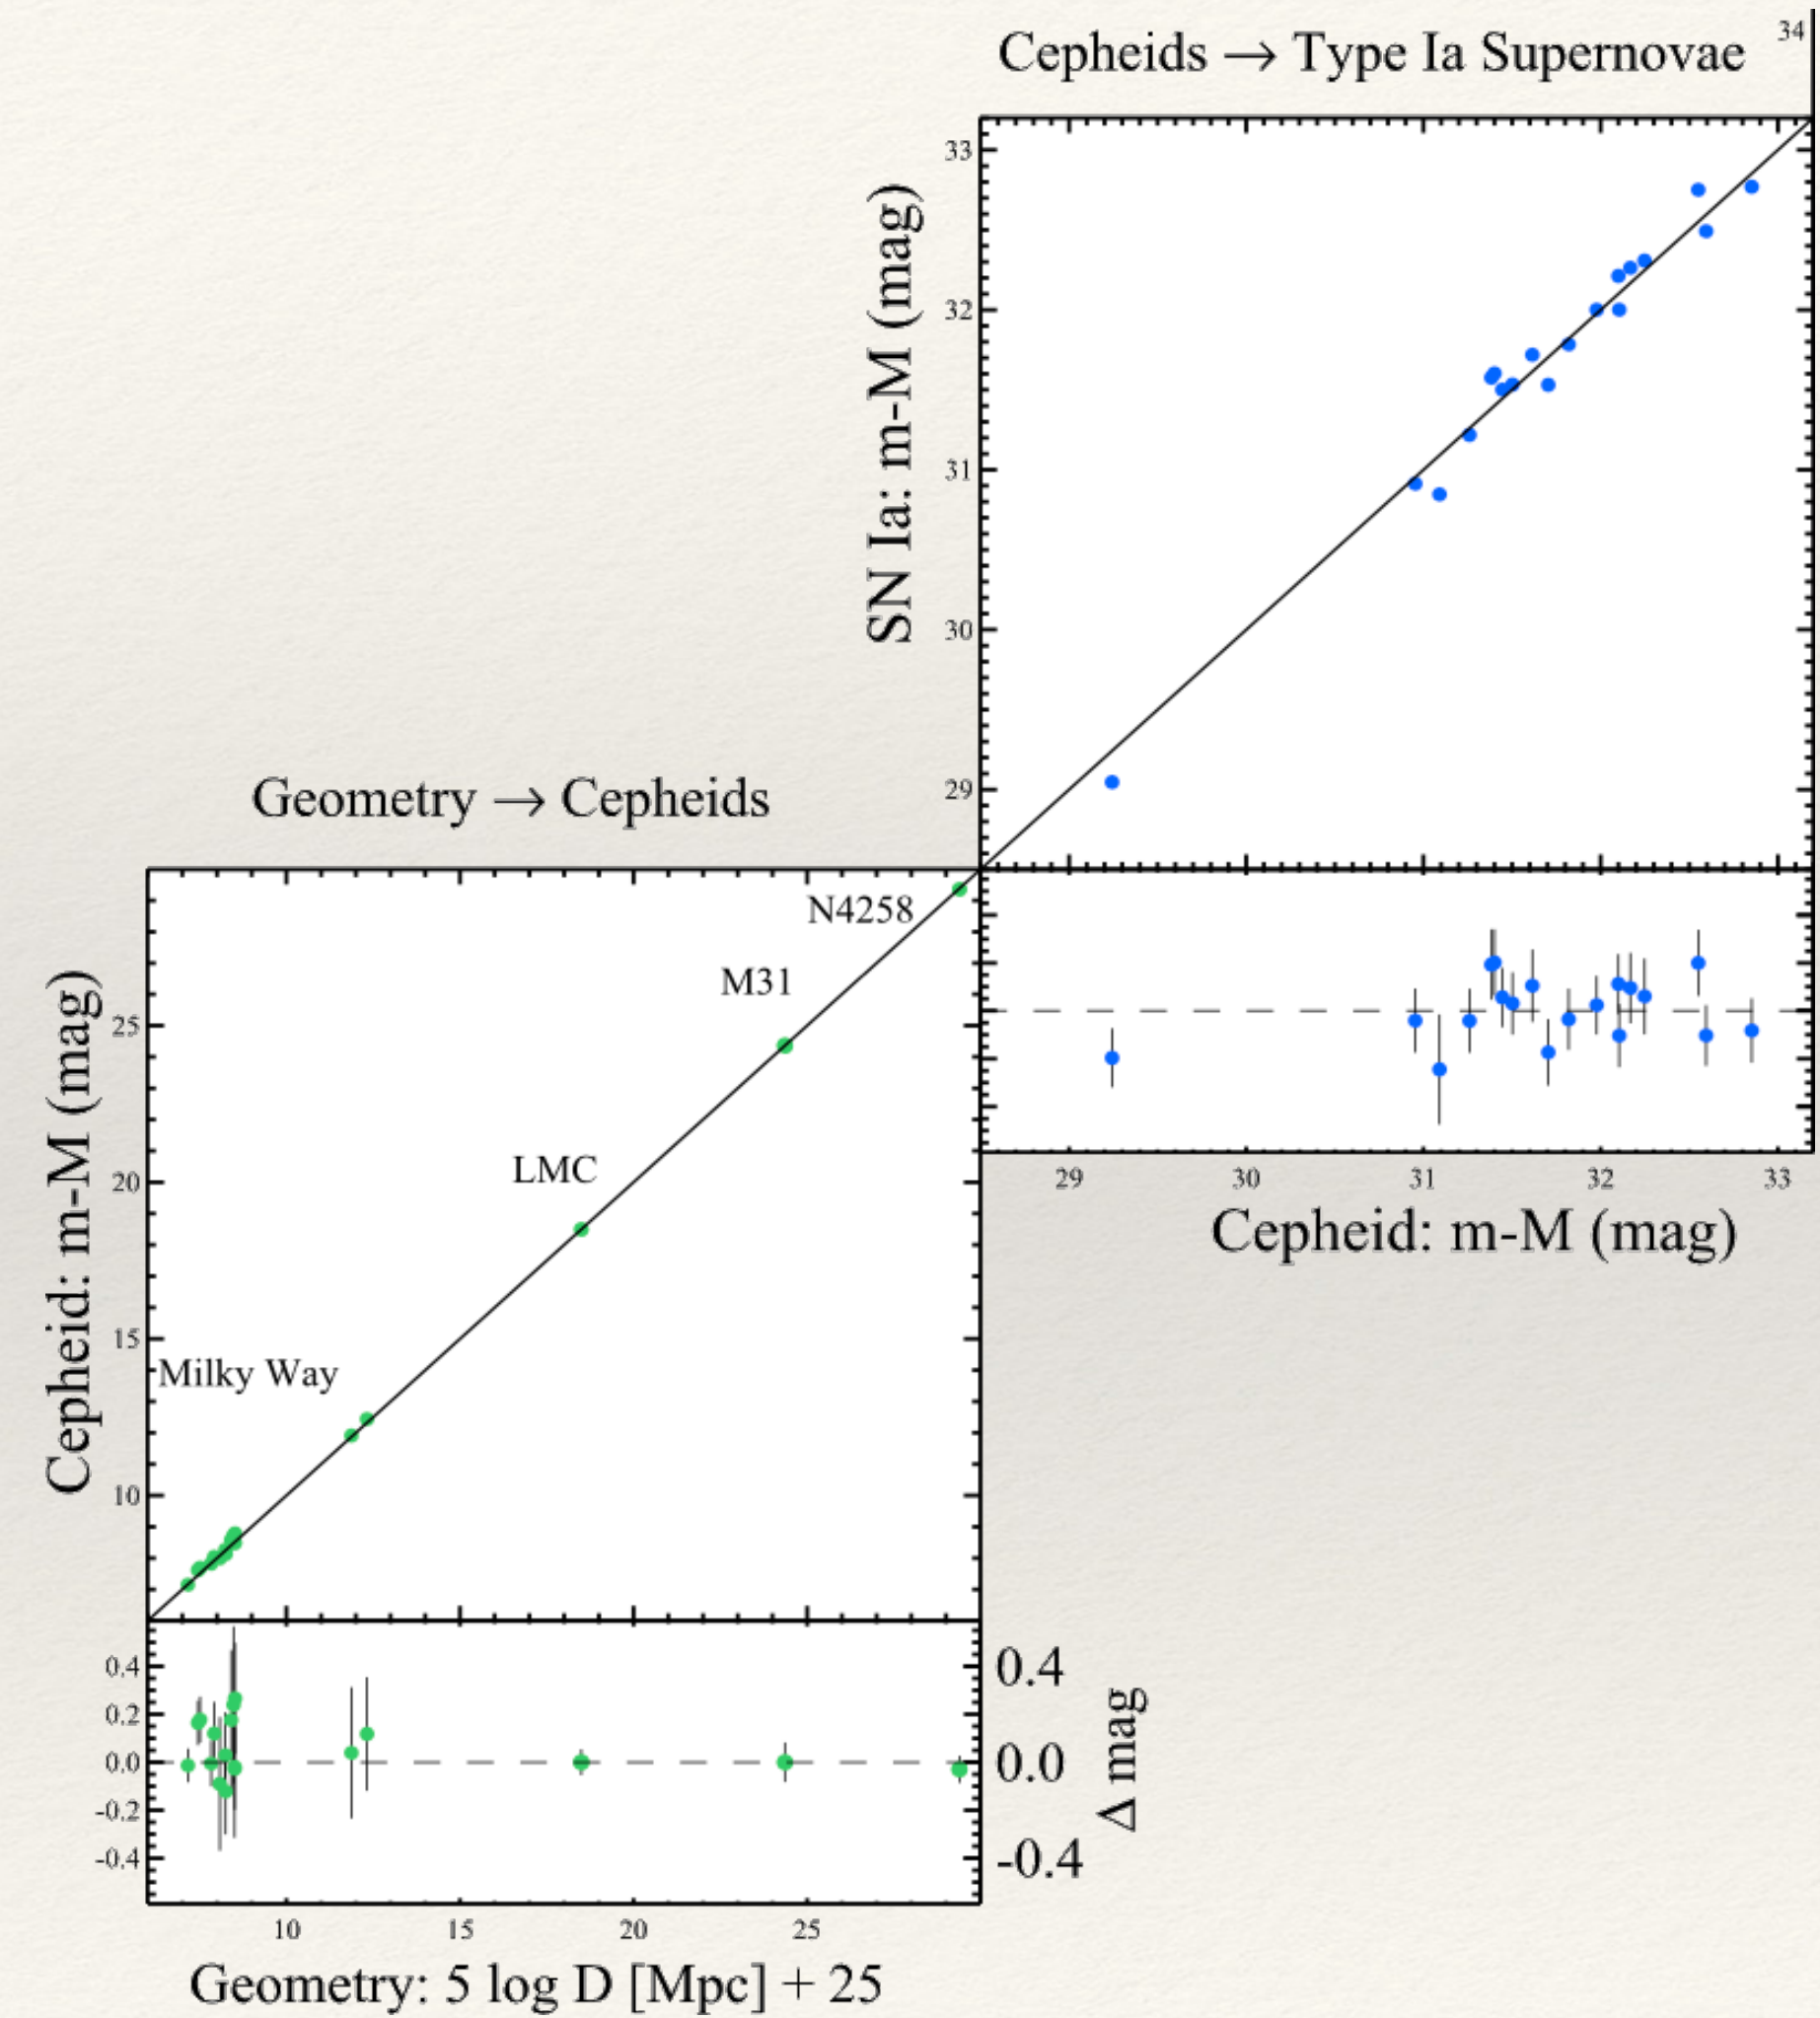 Cepheids → Type Ia Supernovae
34
33
32
31
30
29
SN Ia: m-M (mag)
29 30 31 32 33
Cepheid: m-M (mag)
Geometry → Cepheids
N4258
M31
LMC
Milky Way
25
20
15
10
Cepheid: m-M (mag)
0.4
0.2
0.0
-0.2
-0.4
0.4
0.0
-0.4
Δ mag
10 15 20 25
Geometry: 5 log D [Mpc] + 25